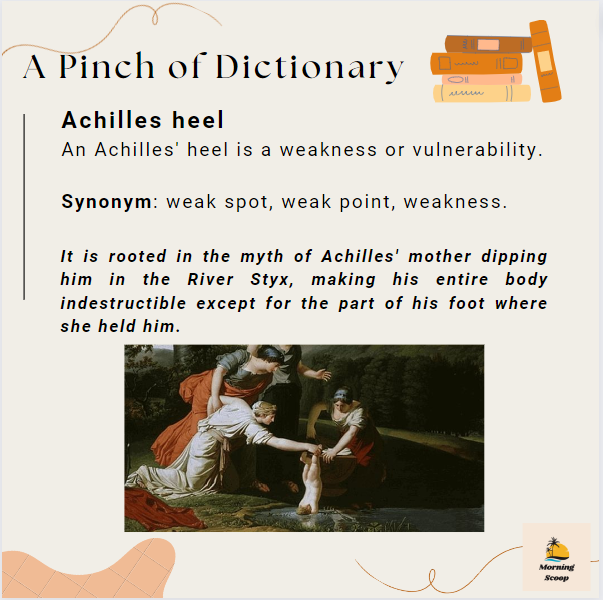 A Pinch of Dictionary
Achilles heel
An Achilles' heel is a weakness or vulnerability.
Synonym: weak spot, weak point, weakness.
It is rooted in the myth of Achilles' mother dipping
him in the River Styx, making his entire body
indestructible except for the part of his foot where
she held him.
Morning
Scoop